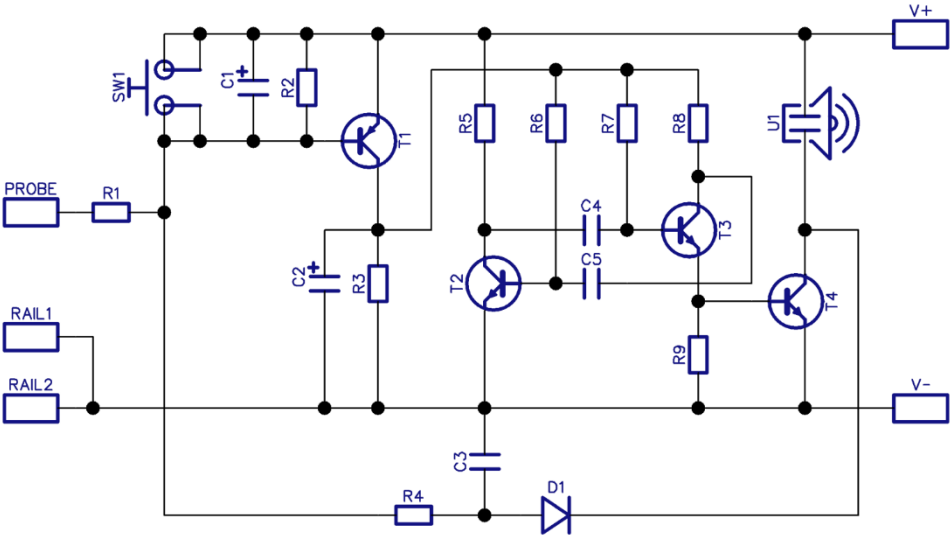 V+
SW1
C1
R2
T1
R5
R6
R7
R8
U1
PROBE
R1
C4
T3
C5
C2
R3
T2
T4
RAIL1
R9
RAIL2
V-
C3
R4
D1